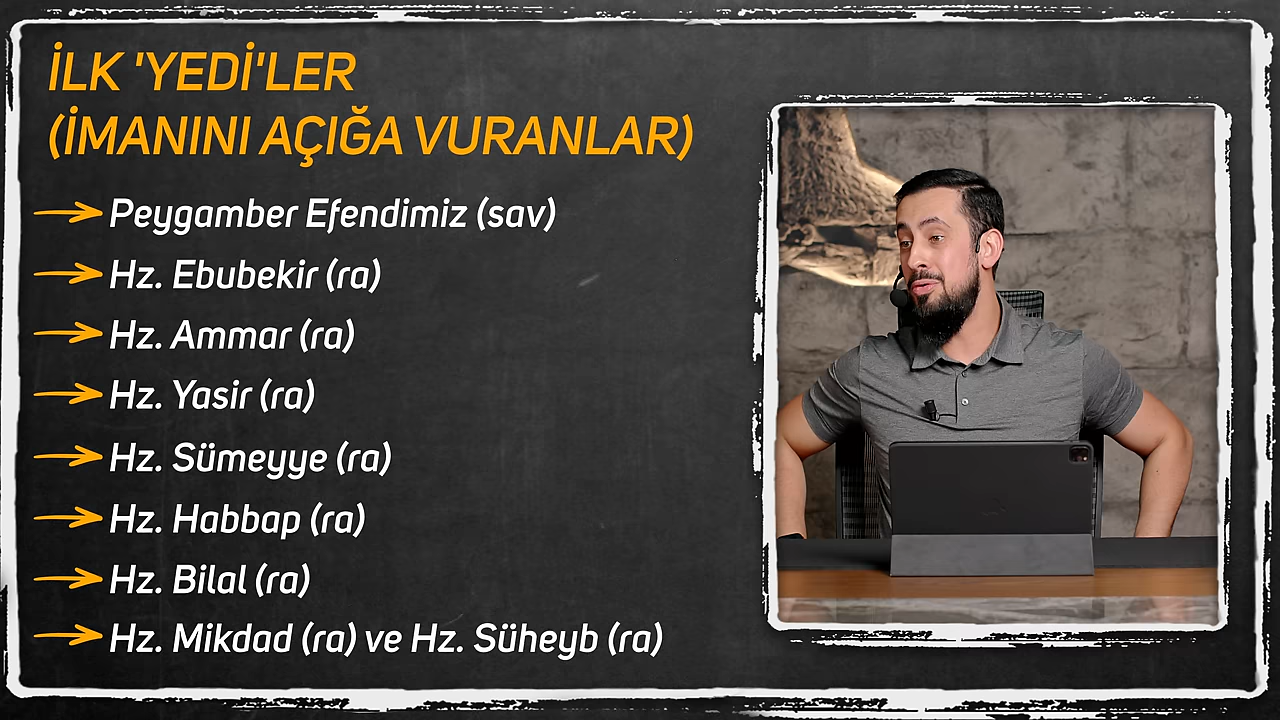 İLK 'YEDİ'LER
(İMANINI AÇIĞA VURANLAR)
Peygamber Efendimiz (sav)
Hz. Ebubekir (ra)
Hz. Ammar (ra)
Hz. Yasir (ra)
Hz. Sümeyye (ra)
Hz. Habbap (ra)
Hz. Bilal (ra)
Hz. Mikdad (ra) ve Hz. Süheyb (ra)